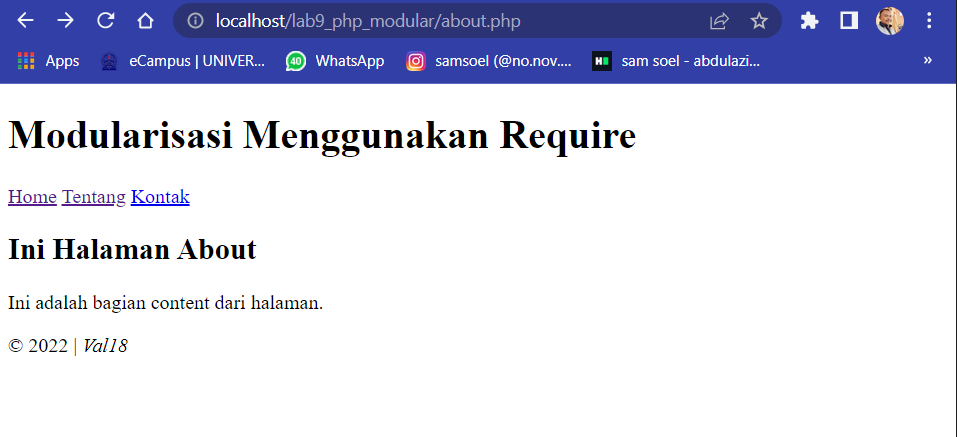 localhost/lab9_php_modular/about.php
Apps eCampus | UNIVER... 40 WhatsApp samsoel (@no.nov.... H sam soel - abdulazi... »
Modularisasi Menggunakan Require
Home Tentang Kontak
Ini Halaman About
Ini adalah bagian content dari halaman.
© 2022 | Val18